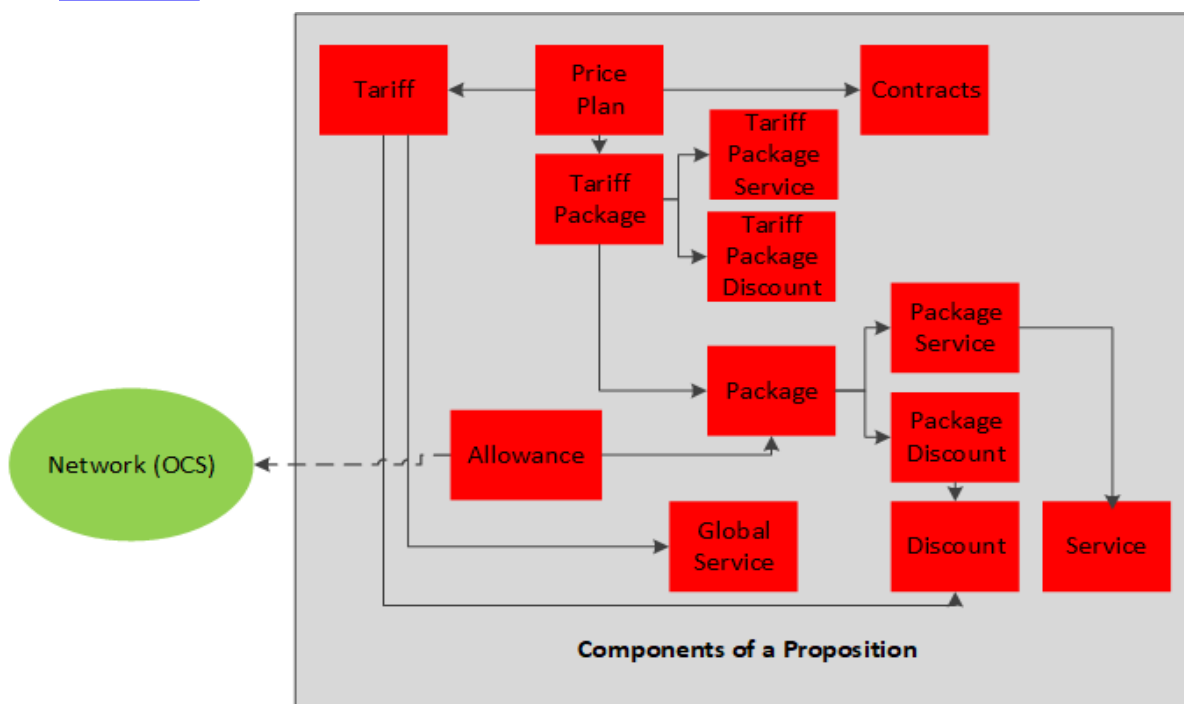 Tariff
Price
Plan
Contracts
Tariff
Package
Service
Tariff
Package
Tariff
Package
Discount
Package
Service
Package
Package
Discount
Network (OCS)
Allowance
Global
Service
Discount
Service
Components of a Proposition